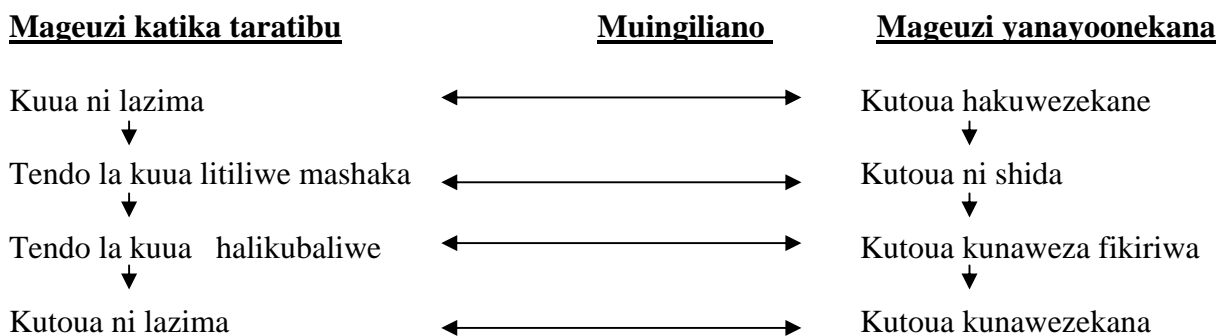 Mageuzi katika taratibu Muingiliano Mageuzi yanayoonekana
Kuua ni lazima Kutoua hakuwezekane
Tendo la kuua litiliwe mashaka Kutoua ni shida
Tendo la kuua halikubaliwe Kutoua kunaweza fikiriwa
Kutoua ni lazima Kutoua kunawezekana